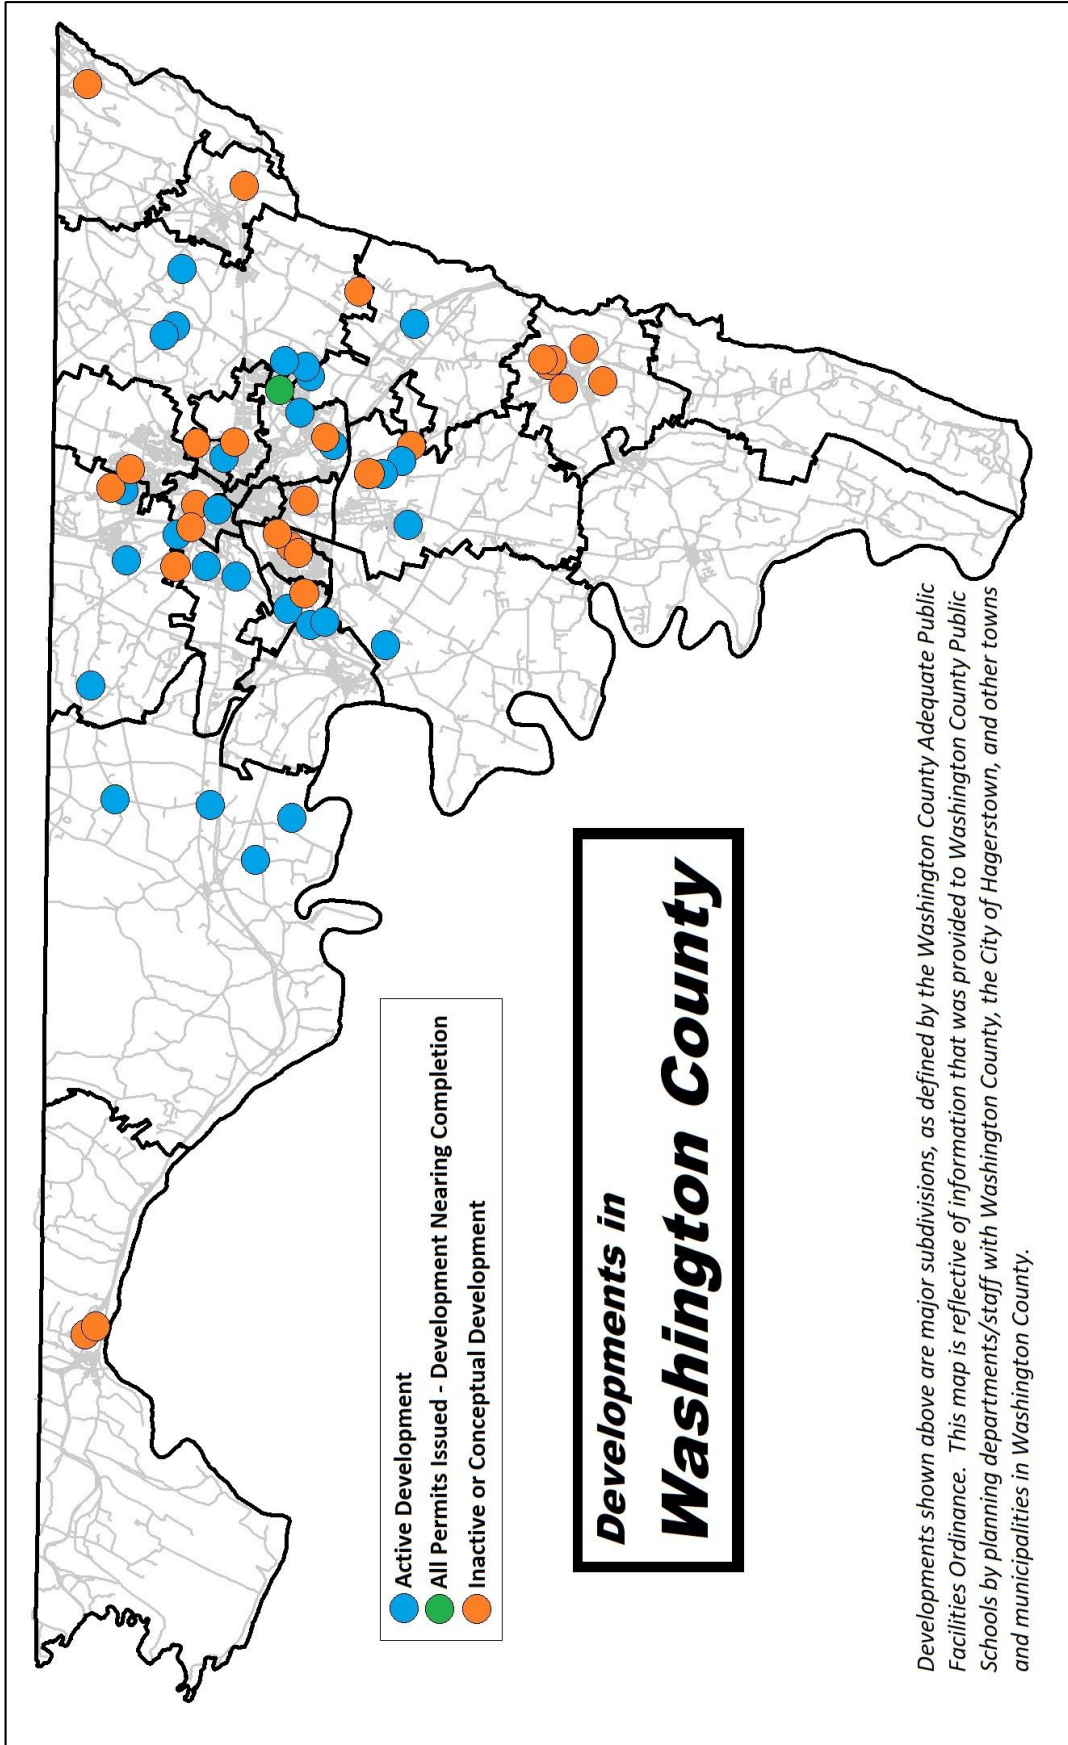 Active Development
All Permits Issued - Development Nearing Completion
Inactive or Conceptual Development
Developments in
Washington County
Developments shown above are major subdivisions, as defined by the Washington County Adequate Public
Facilities Ordinance.  This map is reflective of information that was provided to Washington County Public
Schools by planning departments/staff with Washington County, the City of Hagerstown, and other towns
and municipalities in Washington County.